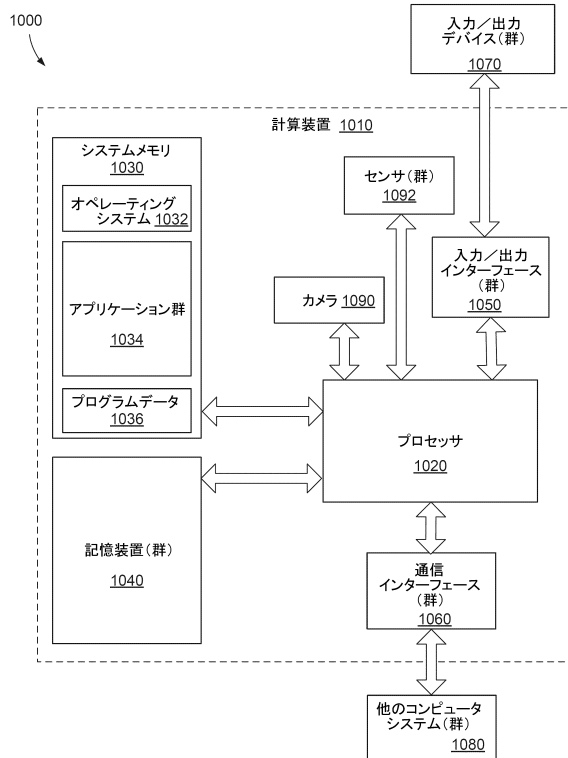 1000
入力／出力
デバイス（群）
1070
計算装置 1010
システムメモリ
1030
オペレーティング
システム 1032
アプリケーション群
1034
プログラムデータ
1036
記憶装置（群）
1040
センサ（群）
1092
カメラ 1090
入力／出力
インターフェース
（群）
1050
プロセッサ
1020
通信
インターフェース
（群）
1060
他のコンピュータ
システム（群）
1080